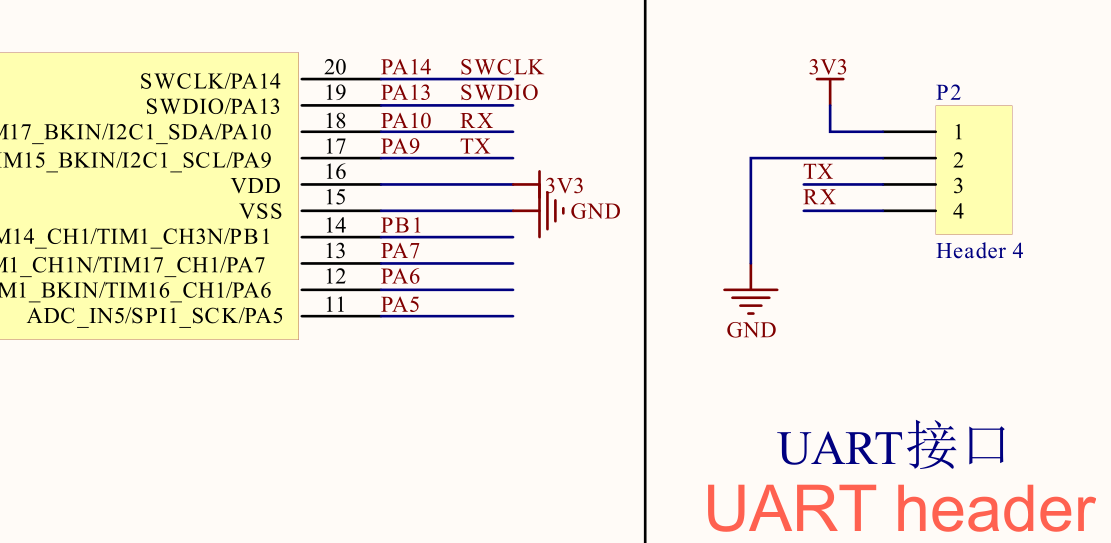 SWCLK/PA14 20 PA14 SWCLK
SWDIO/PA13 19 PA13 SWDIO
M17_BKIN/I2C1_SDA/PA10 18 PA10 RX
IM15_BKIN/I2C1_SCL/PA9 17 PA9 TX
VDD 16 3V3
VSS 15 GND
M14_CH1/TIM1_CH3N/PB1 14 PB1
M1_CH1N/TIM17_CH1/PA7 13 PA7
M1_BKIN/TIM16_CH1/PA6 12 PA6
ADC_IN5/SPI1_SCK/PA5 11 PA5
3V3
P2
1
2
TX 3
RX 4
Header 4
GND
UART接口
UART header